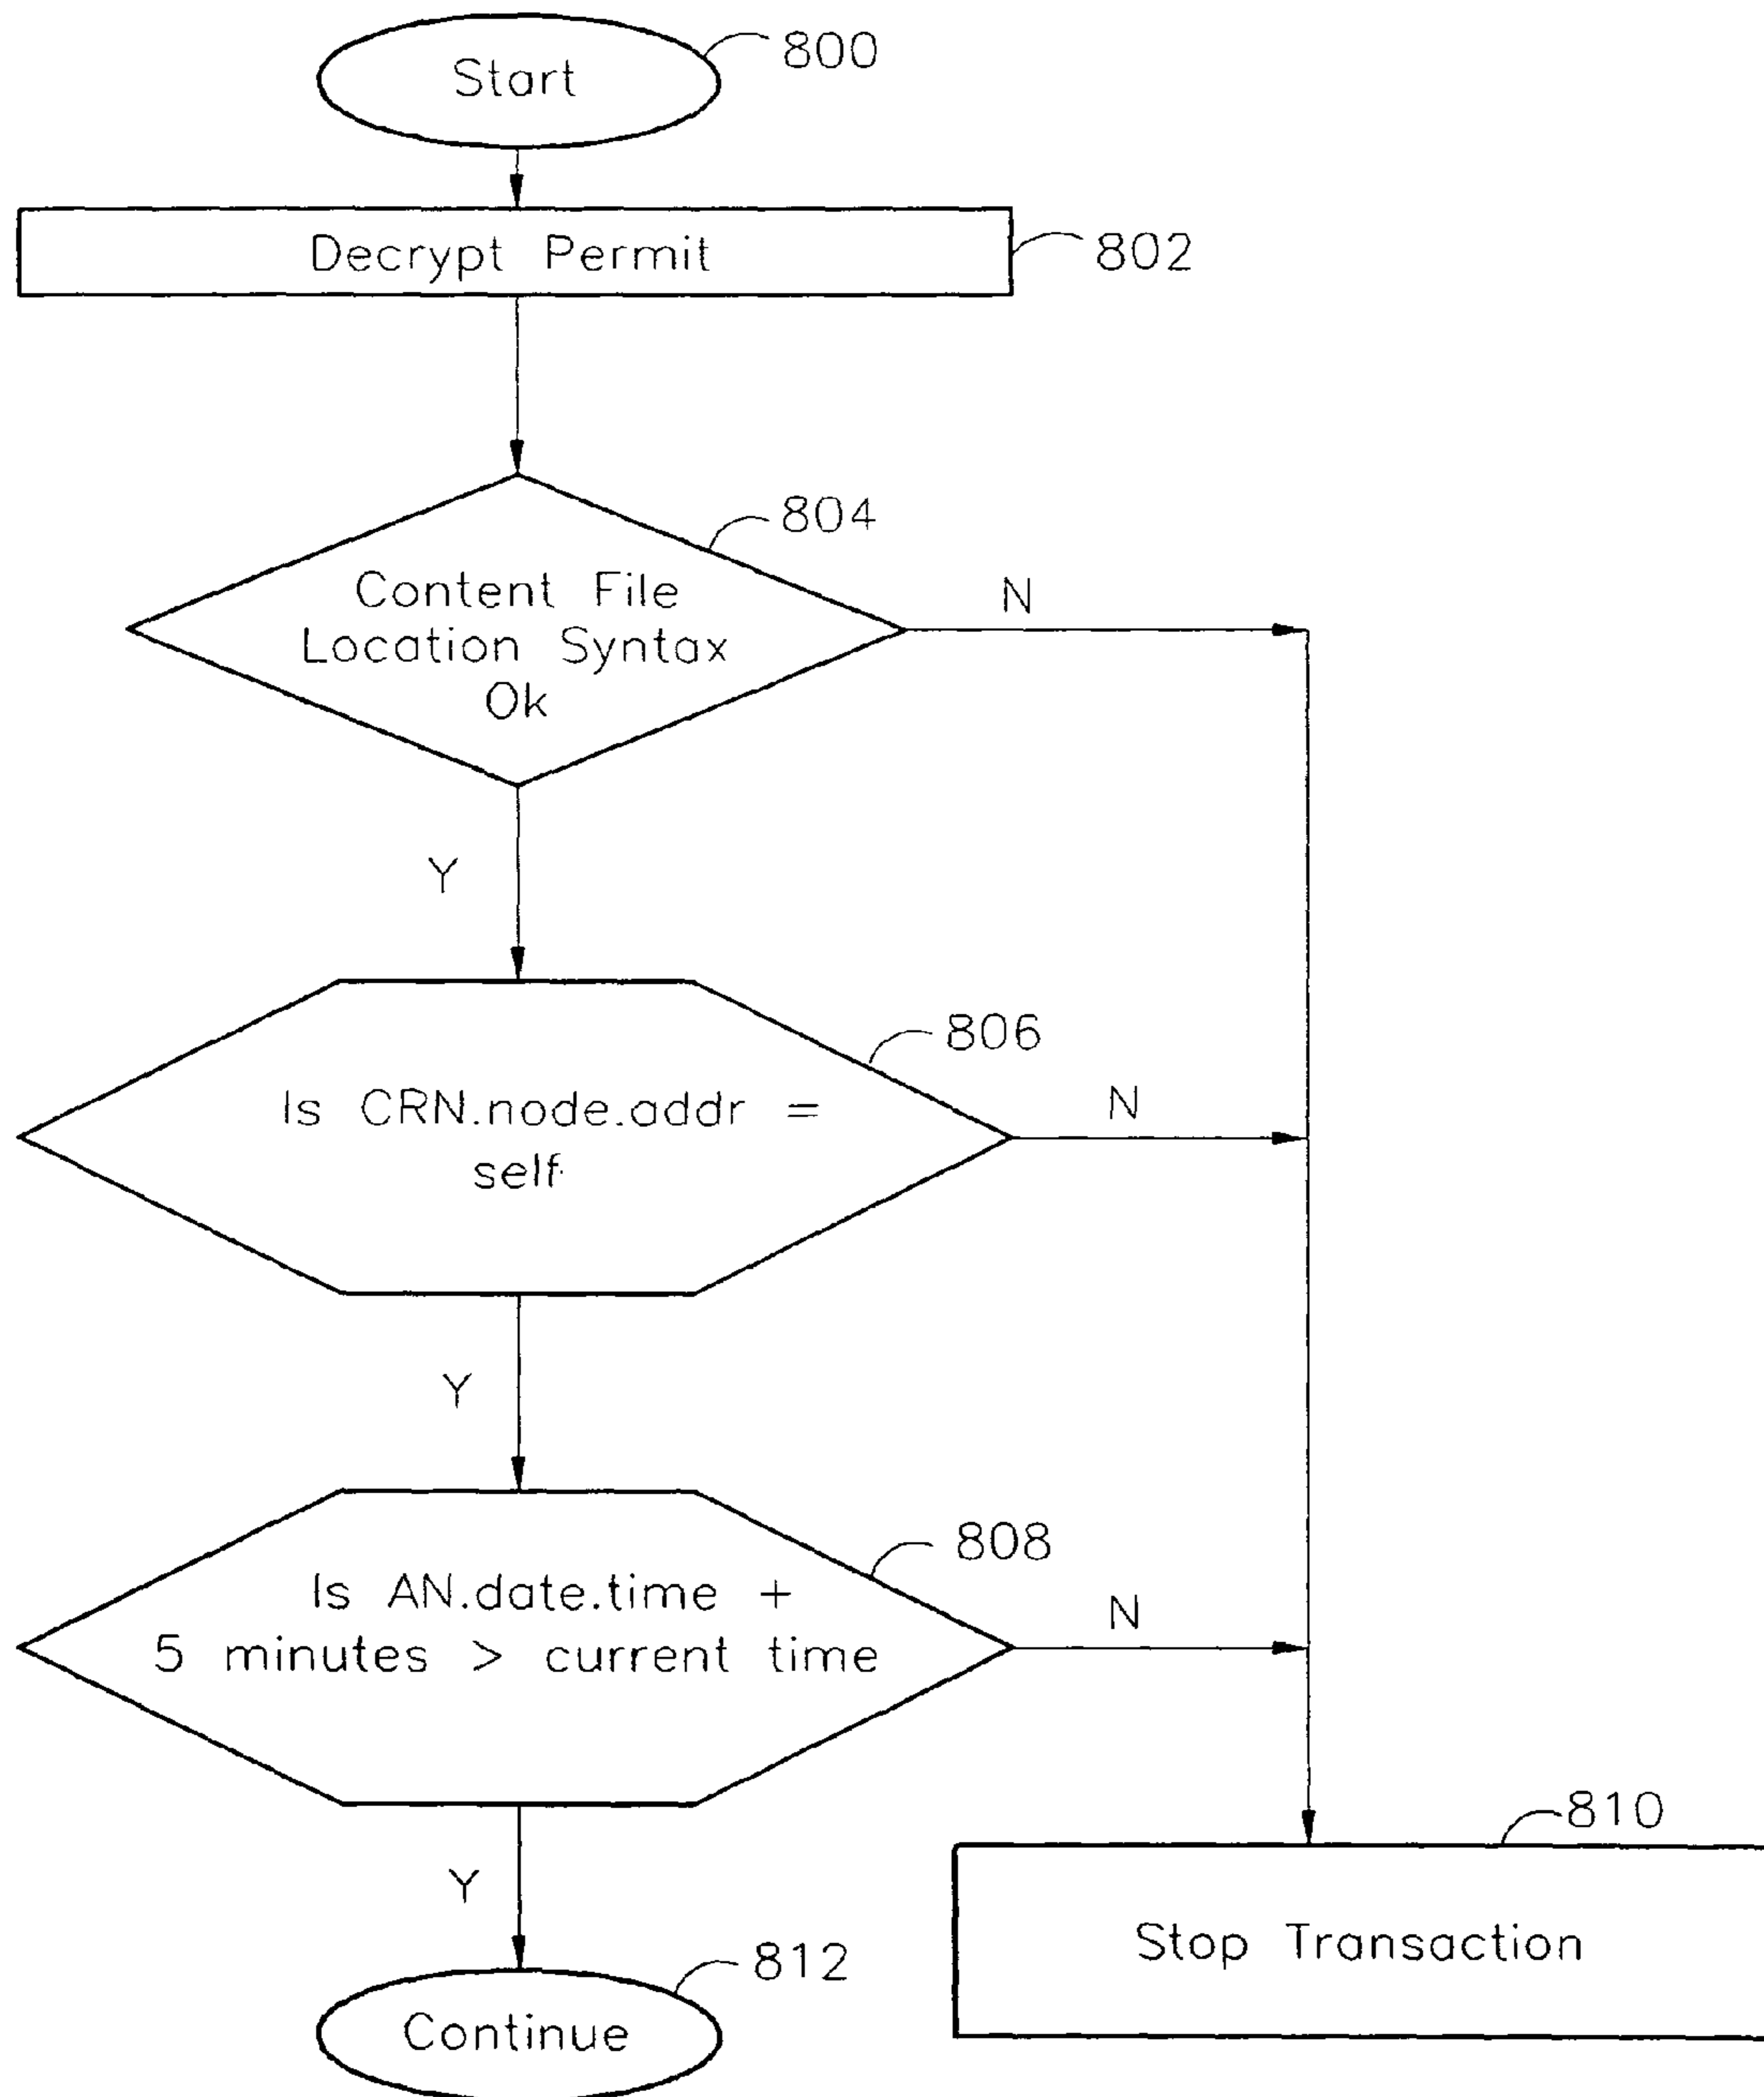 Start
800
Decrypt Permit
802
804
Content File
Location Syntax
Ok
N
Y
806
Is CRN.node.addr =
self
N
Y
808
Is AN.date.time +
5 minutes > current time
N
Y
810
Stop Transaction
812
Continue